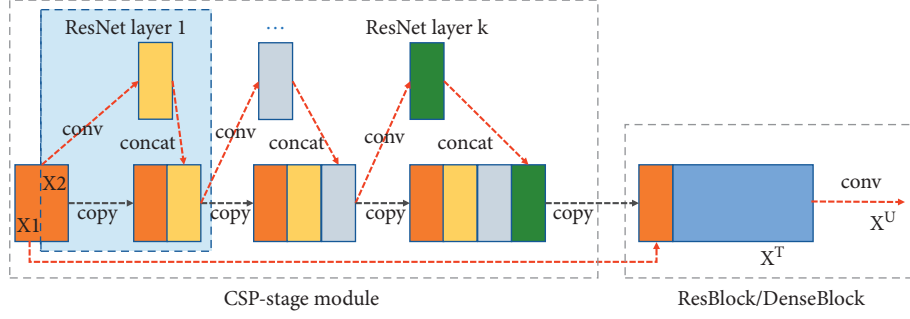 ResNet layer 1
...
ResNet layer k
conv
concat
conv
concat
conv
concat
X2
X1
copy
copy
copy
copy
conv
X^U
X^T
CSP-stage module
ResBlock/DenseBlock